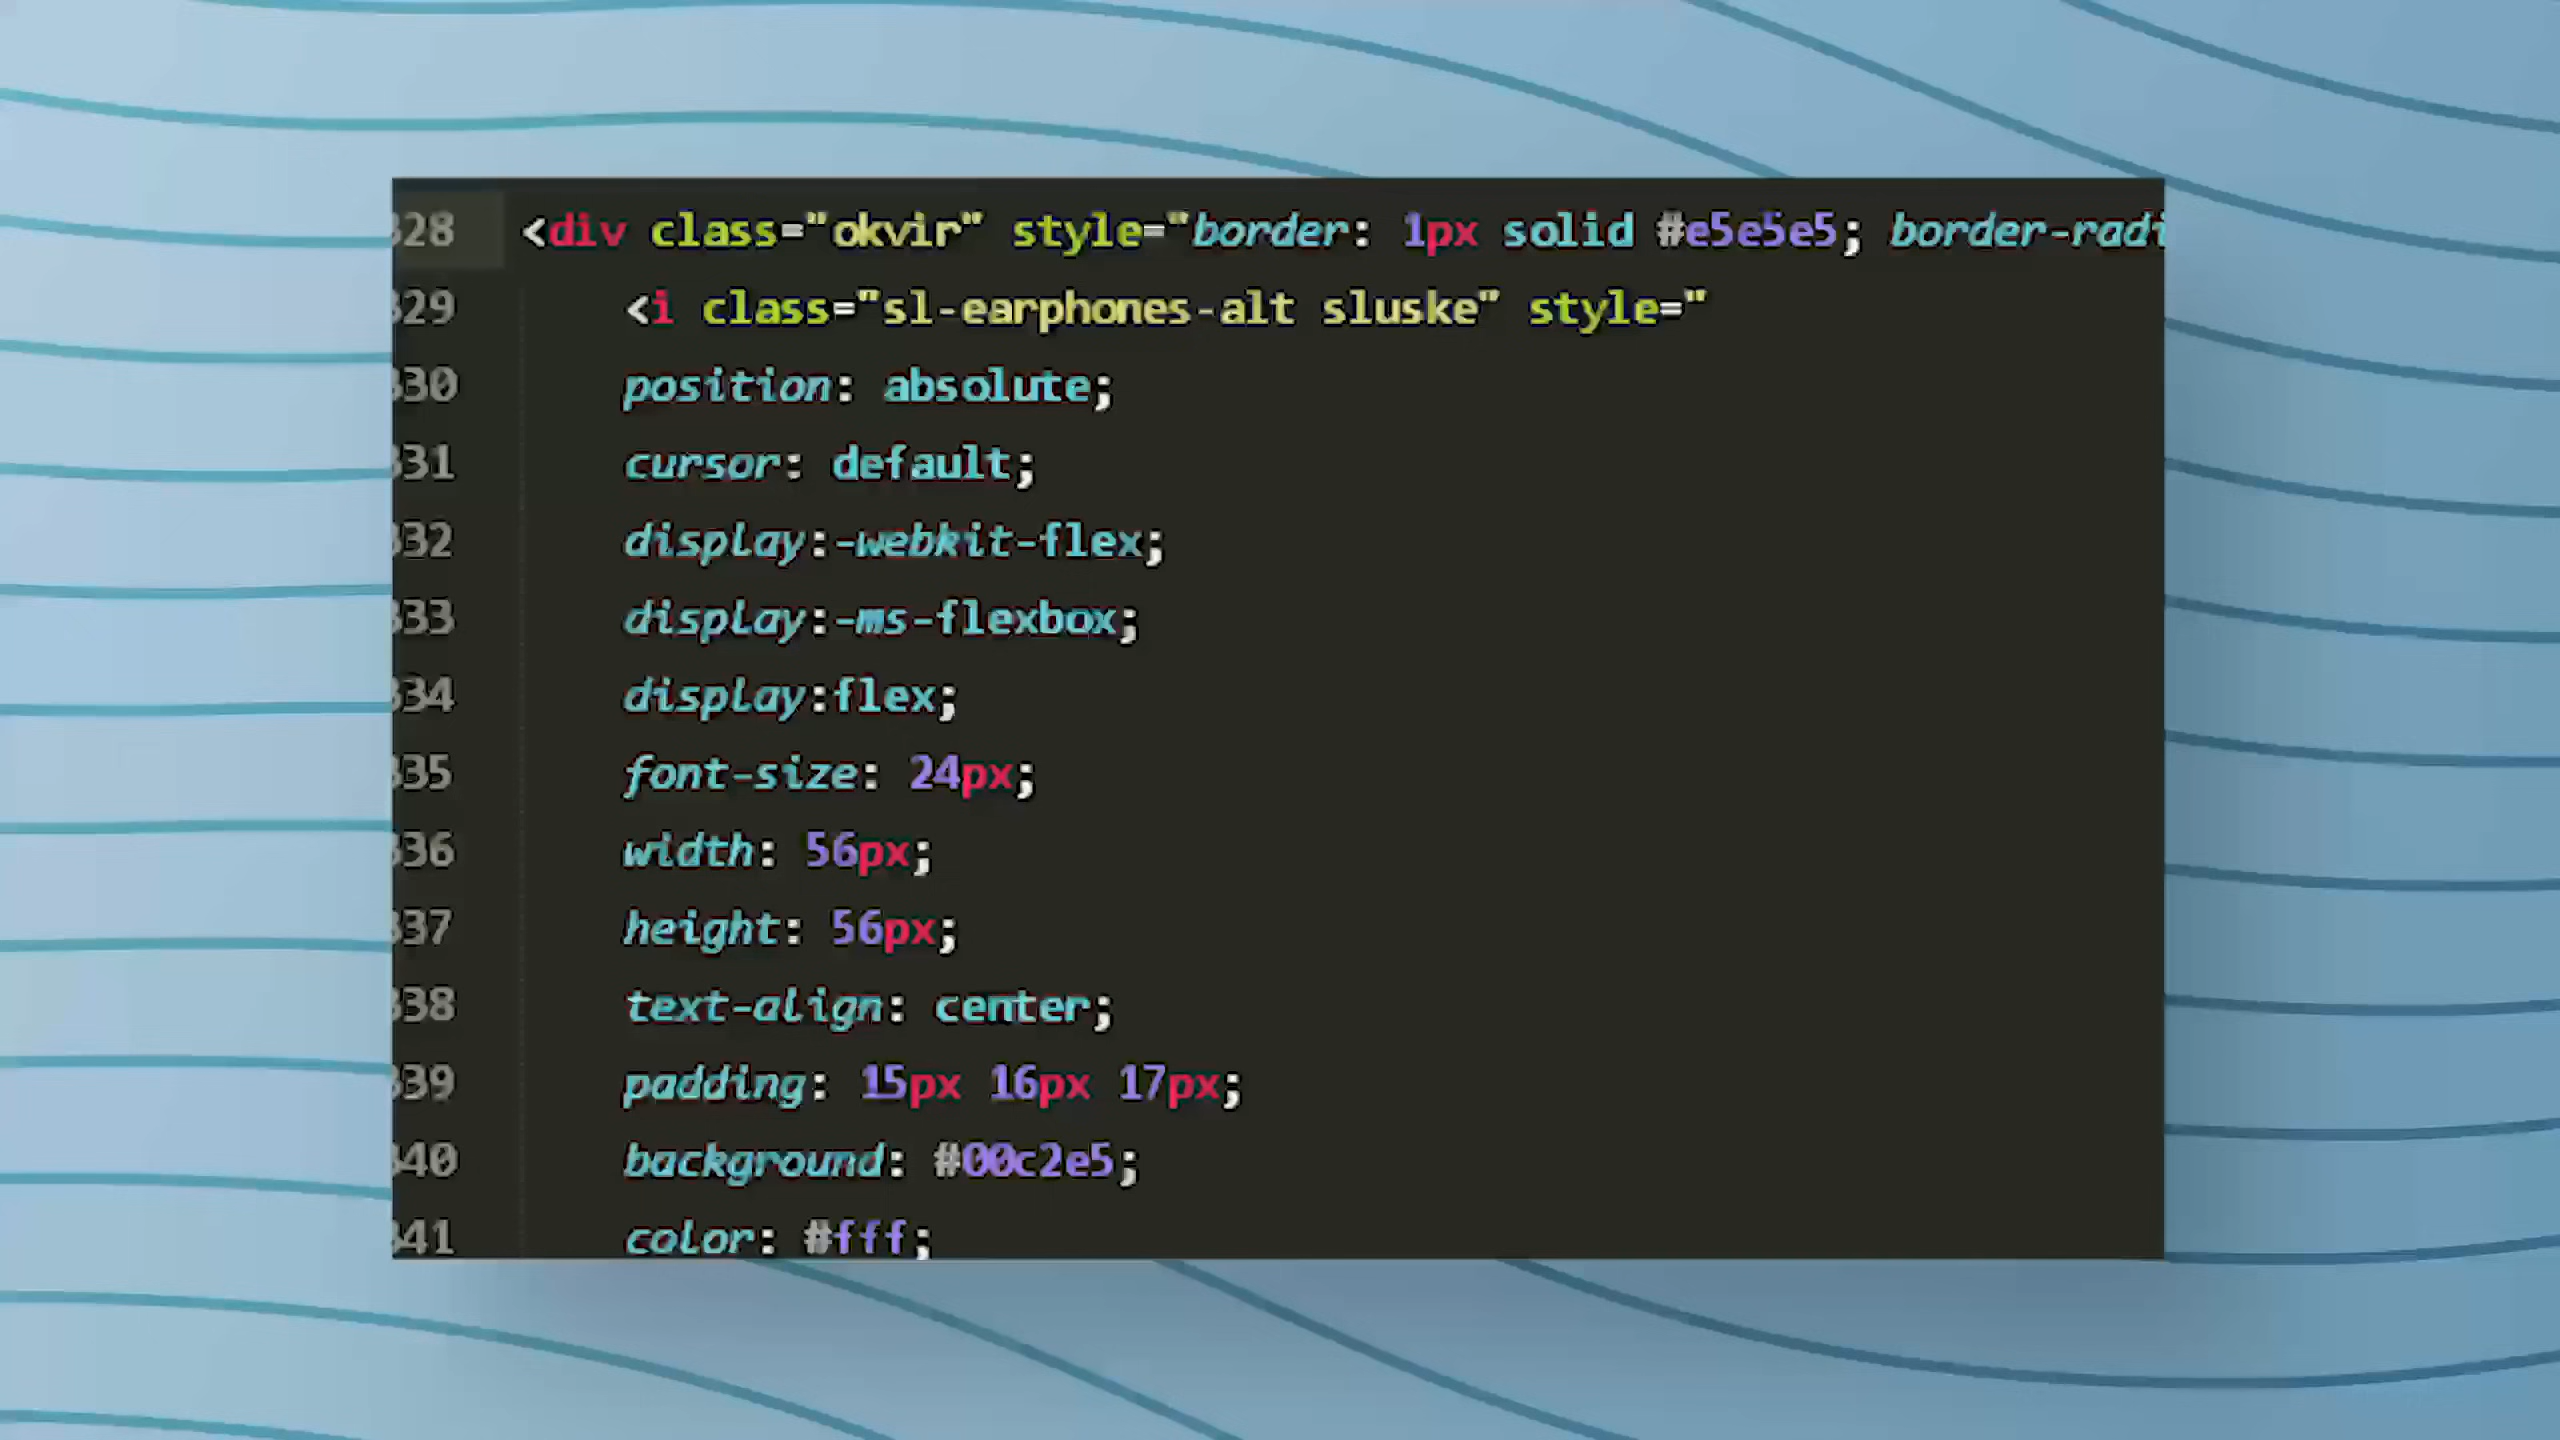 328 <div class="okvir" style="border: 1px solid #e5e5e5; border-radi
329 <i class="sl-earphones-alt sluske" style="
330 position: absolute;
331 cursor: default;
332 display:-webkit-flex;
333 display:-ms-flexbox;
334 display:flex;
335 font-size: 24px;
336 width: 56px;
337 height: 56px;
338 text-align: center;
339 padding: 15px 16px 17px;
340 background: #00c2e5;
341 color: #fff;